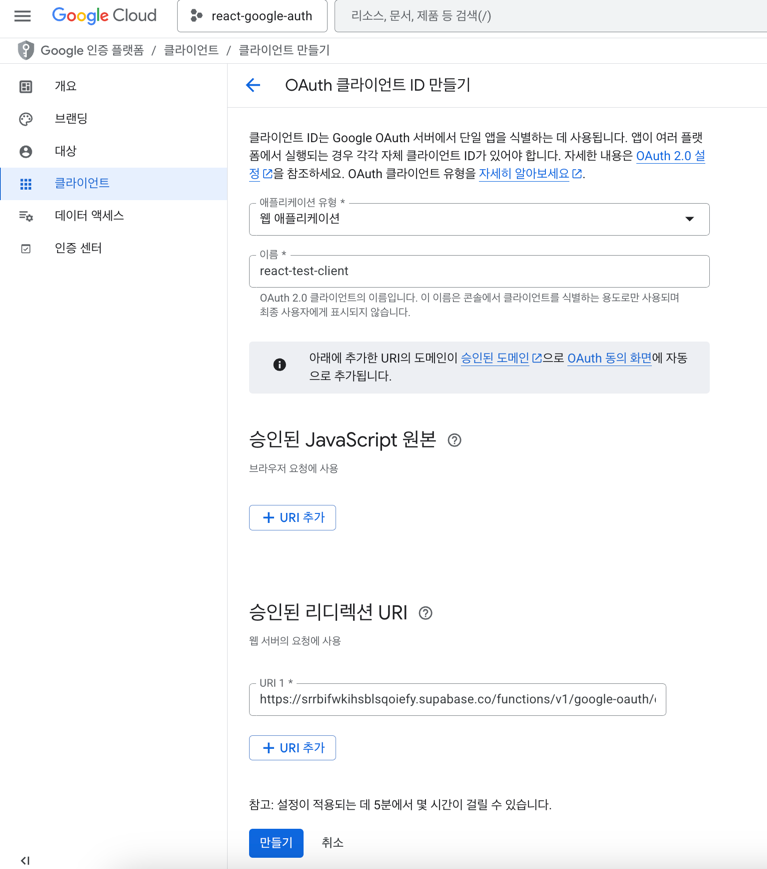 Google Cloud
react-google-auth
리소스, 문서, 제품 등 검색(/)
Google 인증 플랫폼 / 클라이언트 / 클라이언트 만들기
개요
브랜딩
대상
클라이언트
데이터 액세스
인증 센터
OAuth 클라이언트 ID 만들기
클라이언트 ID는 Google OAuth 서버에서 단일 앱을 식별하는 데 사용됩니다. 앱이 여러 플랫
폼에서 실행되는 경우 각각 자체 클라이언트 ID가 있어야 합니다. 자세한 내용은 OAuth 2.0 설
정을 참조하세요. OAuth 클라이언트 유형을 자세히 알아보세요.
애플리케이션 유형 *
웹 애플리케이션
이름 *
react-test-client
OAuth 2.0 클라이언트의 이름입니다. 이 이름은 콘솔에서 클라이언트를 식별하는 용도로만 사용되며
최종 사용자에게 표시되지 않습니다.
아래에 추가한 URI의 도메인이 승인된 도메인으로 OAuth 동의 화면에 자동
으로 추가됩니다.
승인된 JavaScript 원본
브라우저 요청에 사용
+ URI 추가
승인된 리디렉션 URI
웹 서버의 요청에 사용
URI 1 *
https://srrbifwkihsblsqoiefy.supabase.co/functions/v1/google-oauth/
+ URI 추가
참고: 설정이 적용되는 데 5분에서 몇 시간이 걸릴 수 있습니다.
만들기
취소